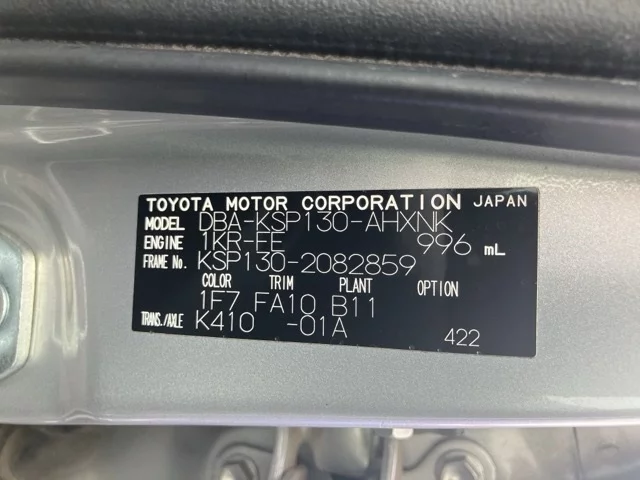 TOYOTA MOTOR CORPORATION JAPAN
MODEL DBA-KSP130-AHXNK
ENGINE 1KR-FE 996 mL
FRAME No. KSP130-2082859
COLOR TRIM PLANT OPTION
1F7 FA10 B11
TRANS./AXLE K410 -01A
422